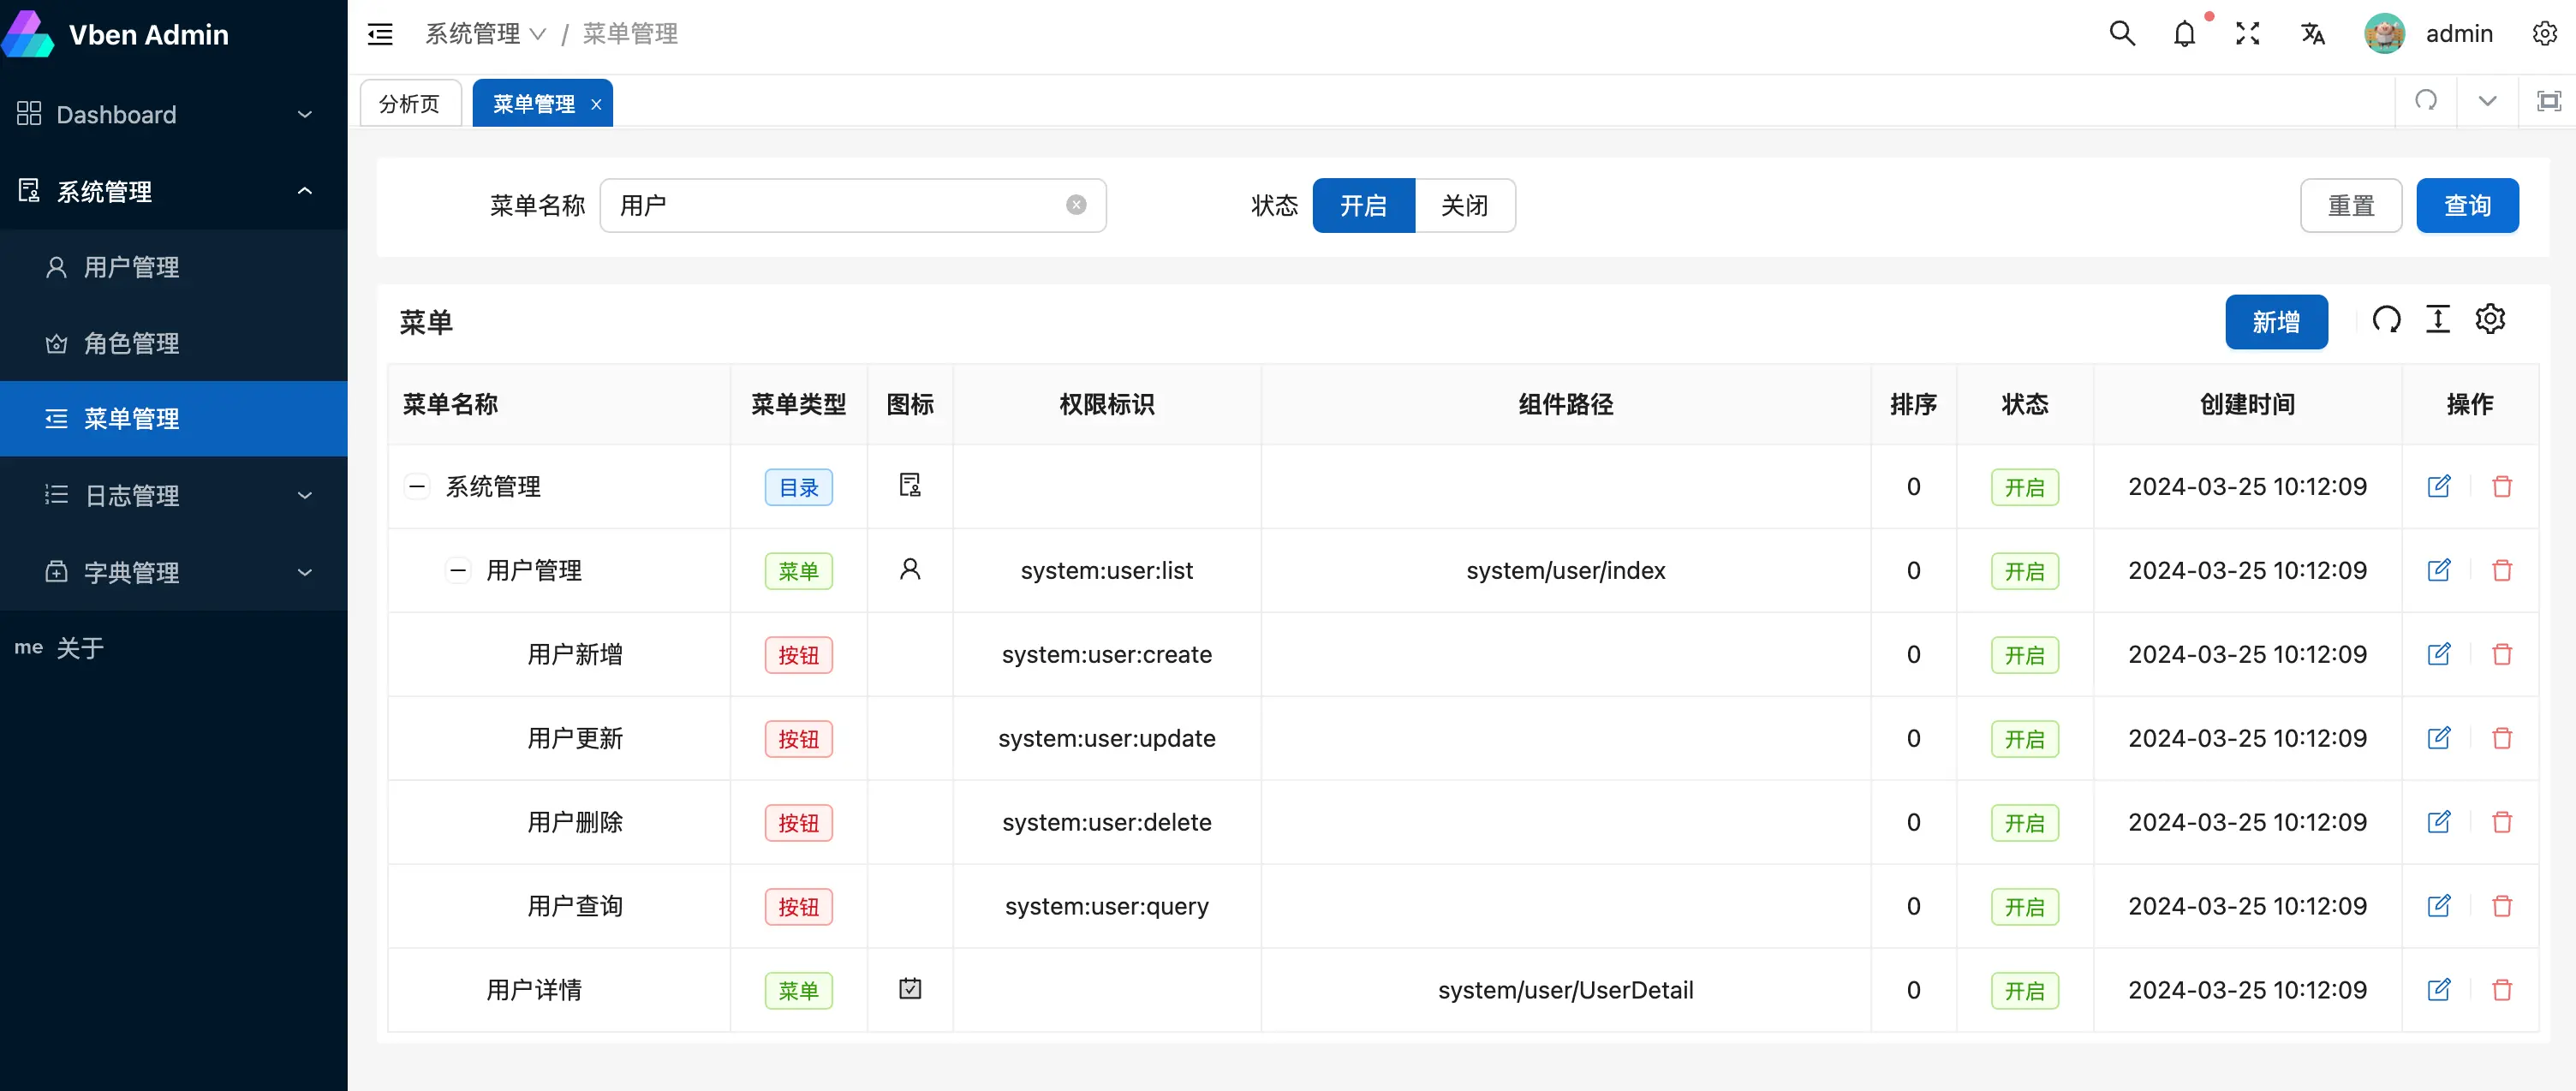 Vben Admin
系统管理 / 菜单管理
admin
分析页
菜单管理
Dashboard
系统管理
用户管理
角色管理
菜单管理
日志管理
字典管理
me 关于
菜单名称 用户
状态 开启 关闭
重置 查询
菜单
新增
菜单名称 菜单类型 图标 权限标识 组件路径 排序 状态 创建时间 操作
系统管理 目录 0 开启 2024-03-25 10:12:09
用户管理 菜单 system:user:list system/user/index 0 开启 2024-03-25 10:12:09
用户新增 按钮 system:user:create 0 开启 2024-03-25 10:12:09
用户更新 按钮 system:user:update 0 开启 2024-03-25 10:12:09
用户删除 按钮 system:user:delete 0 开启 2024-03-25 10:12:09
用户查询 按钮 system:user:query 0 开启 2024-03-25 10:12:09
用户详情 菜单 system/user/UserDetail 0 开启 2024-03-25 10:12:09